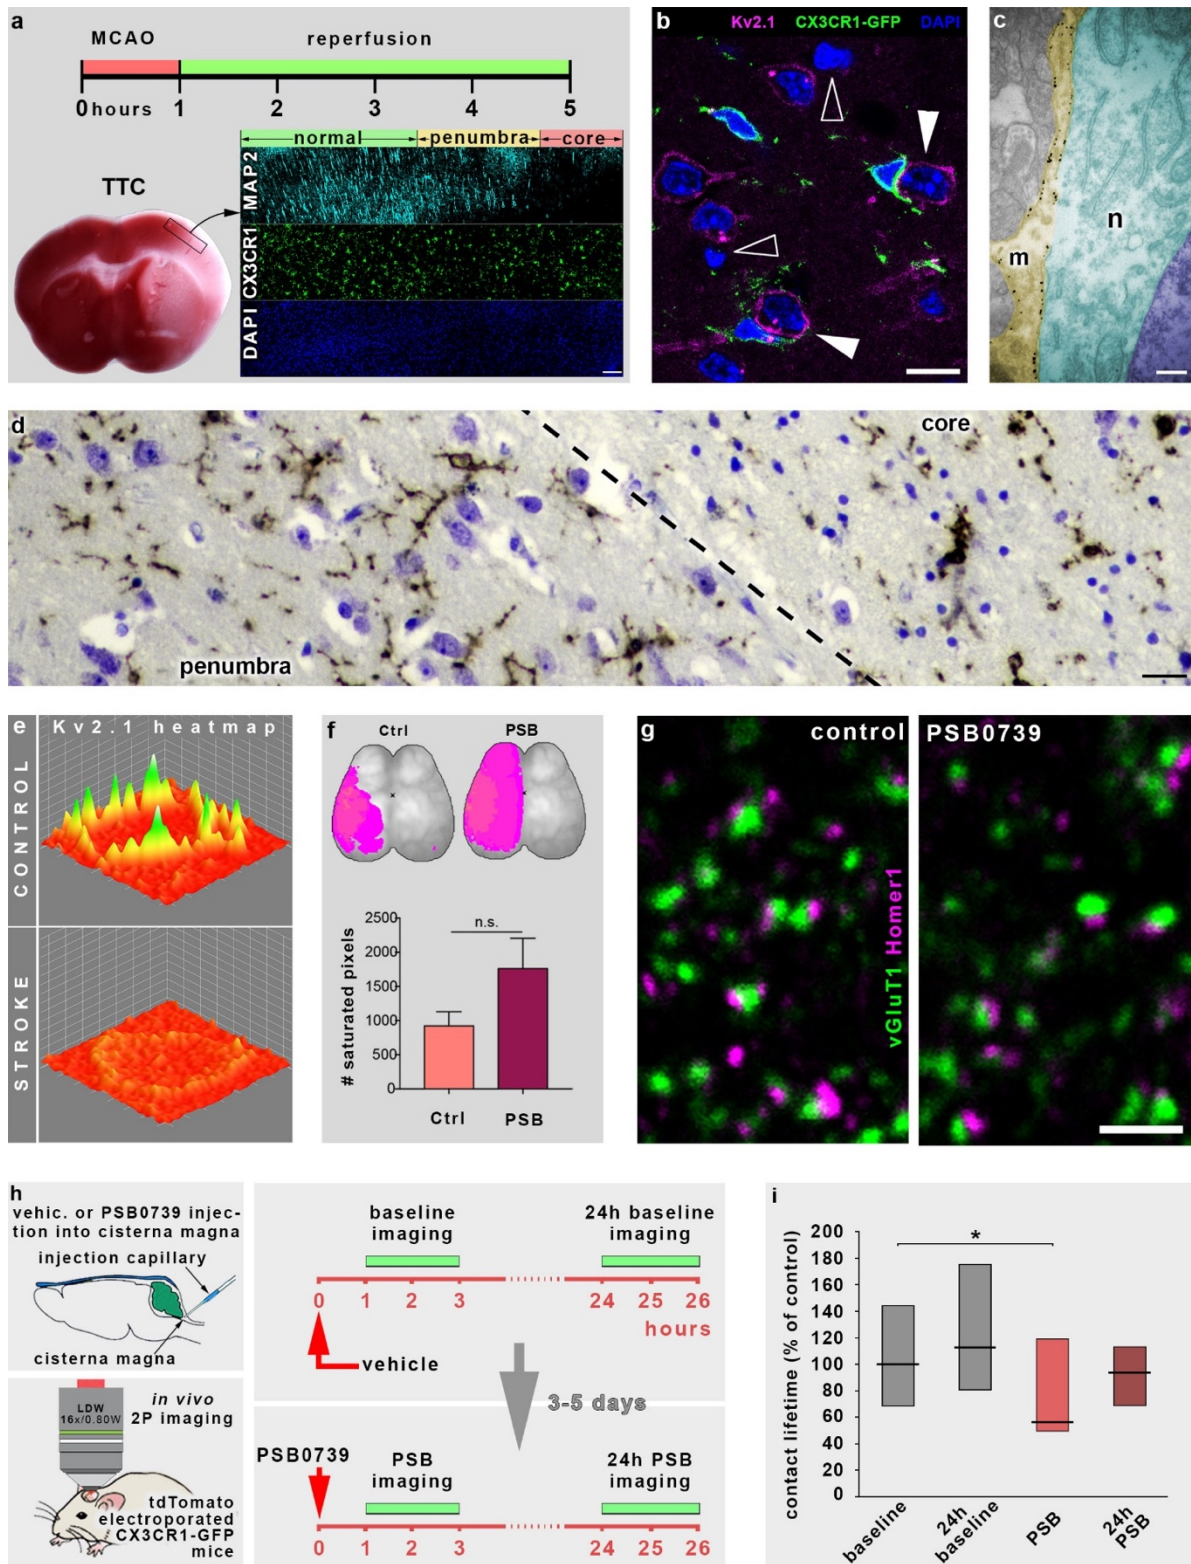 a
MCAO
reperfusion
0 hours 1 2 3 4 5
normal penumbra core
TTC
MAP2
CX3CR1
DAPI
b
Kv2.1 CX3CR1-GFP DAPI
c
m
n
d
core
penumbra
e
Kv2.1 heatmap
CONTROL
STROKE
f
Ctrl PSB
n.s.
# saturated pixels
2500
2000
1500
1000
500
0
Ctrl PSB
g
control
PSB0739
vGluT1 Homer1
h
vehic. or PSB0739 injec-
tion into cisterna magna
injection capillary
cisterna magna
in vivo
2P imaging
LDW
16x/0.80W
tdTomato
electroporated
CX3CR1-GFP
mice
baseline
imaging
24h baseline
imaging
0 1 2 3 24 25 26
hours
vehicle
3-5 days
PSB0739
PSB
imaging
24h PSB
imaging
0 1 2 3 24 25 26
i
contact lifetime (% of control)
200
180
160
140
120
100
80
60
40
20
0
*
baseline
24h
baseline
PSB
24h
PSB